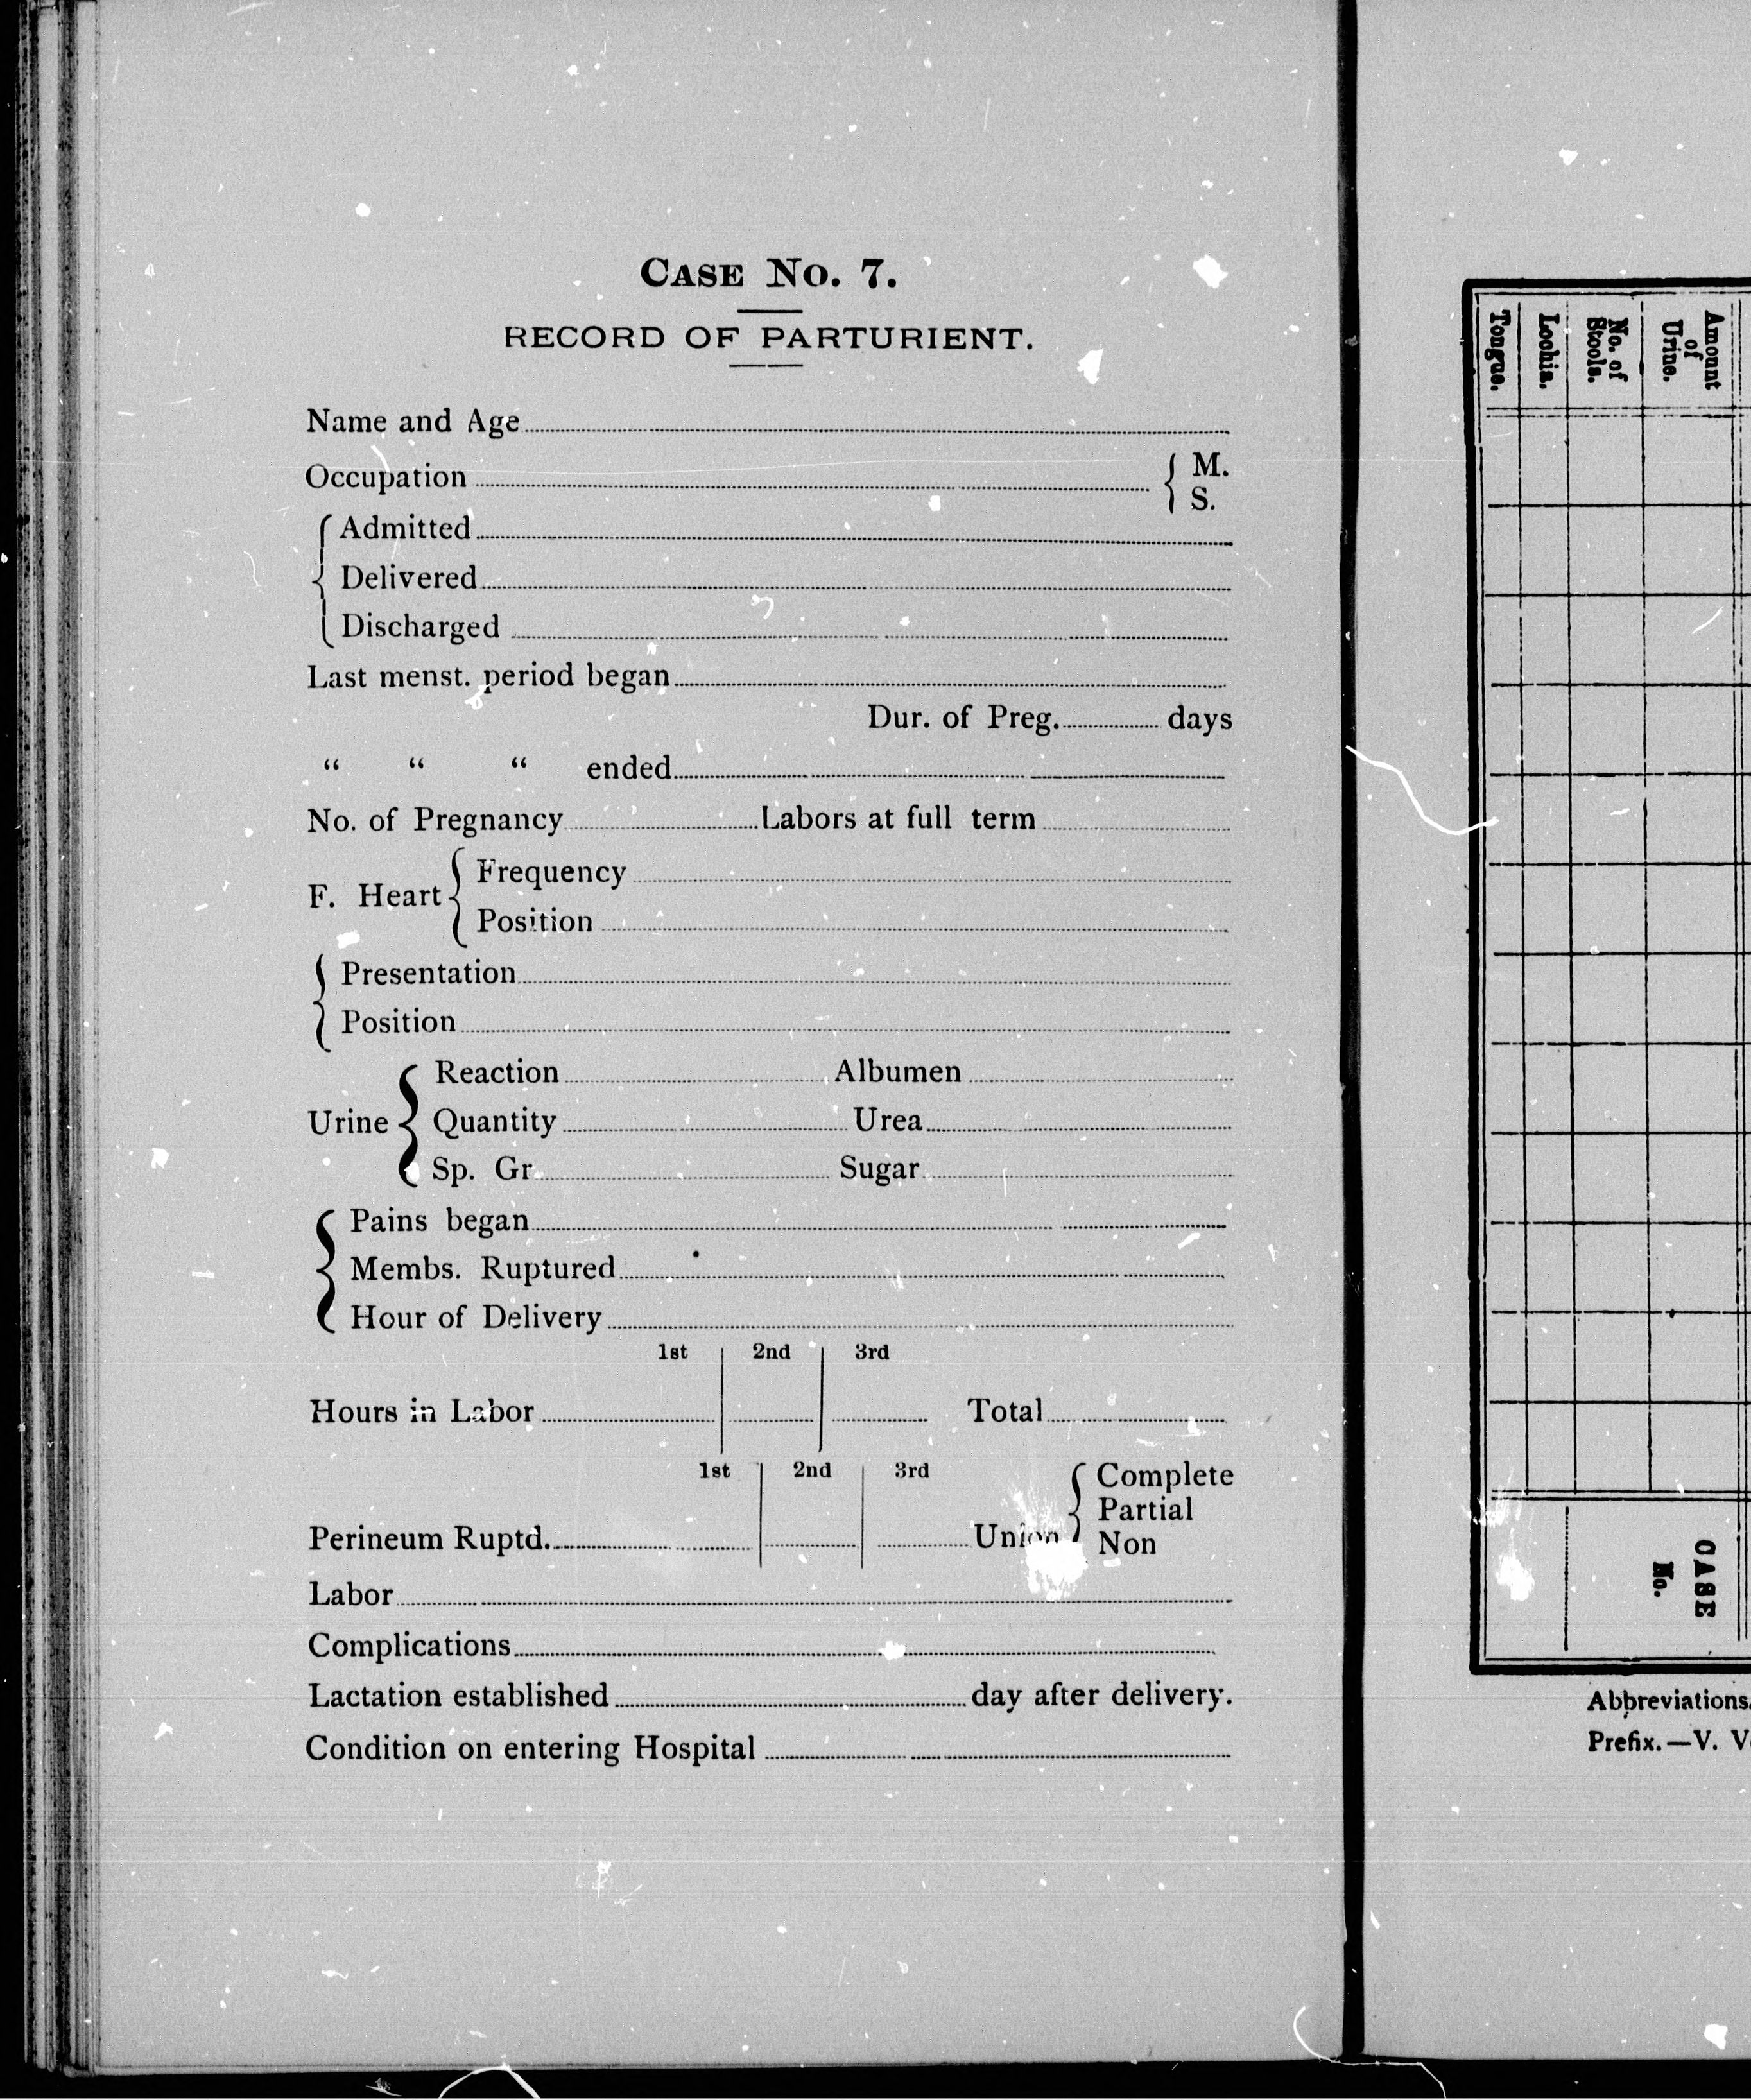 CASE No. 7.
RECORD OF PARTURIENT.
Name and Age
Occupation { M.
S.
{ Admitted
Delivered
Discharged
Last menst. period began
Dur. of Preg. days
“ “ “ ended
No. of Pregnancy Labors at full term
F. Heart { Frequency
Position
{ Presentation
Position
Urine { Reaction Albumen
Quantity Urea
Sp. Gr. Sugar
{ Pains began
Membs. Ruptured
Hour of Delivery
1st 2nd 3rd
Hours in Labor Total
1st 2nd 3rd
Perineum Ruptd. Union { Complete
Partial
Non
Labor
Complications
Lactation established day after delivery.
Condition on entering Hospital
Tongue.
Lochia.
No. of
Stools.
Amount
of
Urine.
CASE
No.
Abbreviations.
Prefix.—V. V